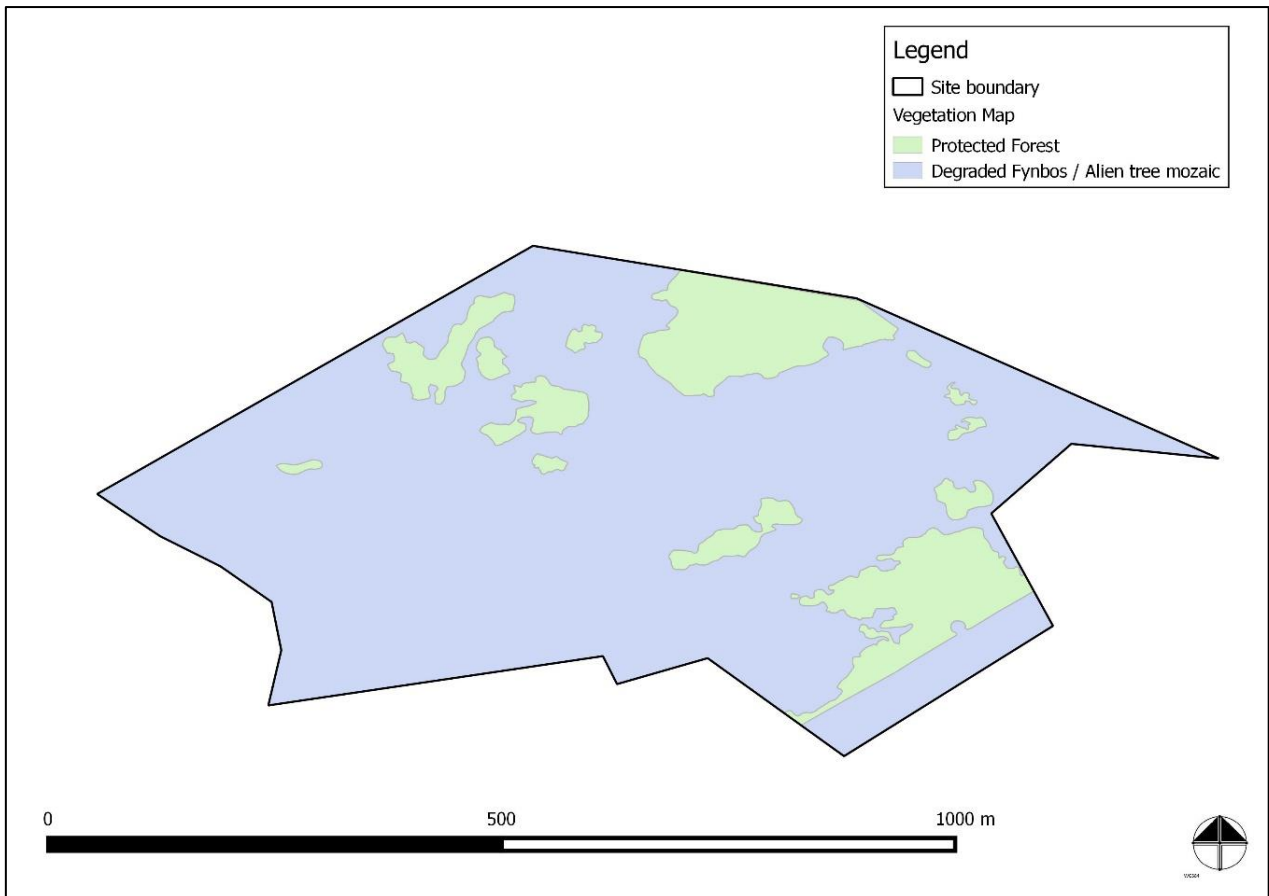 Legend
Site boundary
Vegetation Map
Protected Forest
Degraded Fynbos / Alien tree mozaic
0 500 1000 m